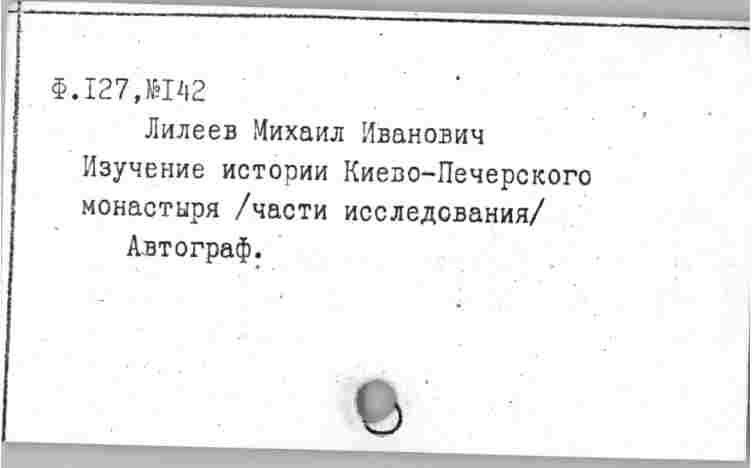 Ф.I27,№I42
Лилеев Михаил Иванович
Изучение истории Киево-Печерского
монастыря /части исследования/
Автограф.